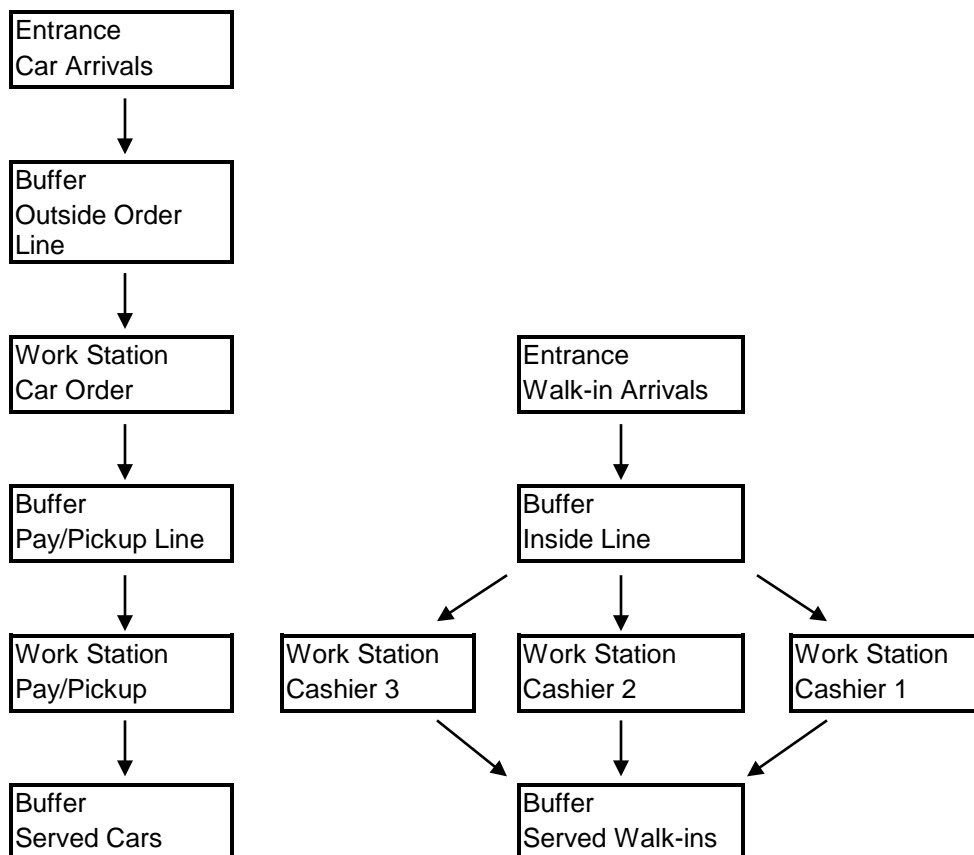 Entrance
Car Arrivals
Buffer
Outside Order
Line
Work Station
Car Order
Entrance
Walk-in Arrivals
Buffer
Pay/Pickup Line
Buffer
Inside Line
Work Station
Pay/Pickup
Work Station
Cashier 3
Work Station
Cashier 2
Work Station
Cashier 1
Buffer
Served Cars
Buffer
Served Walk-ins